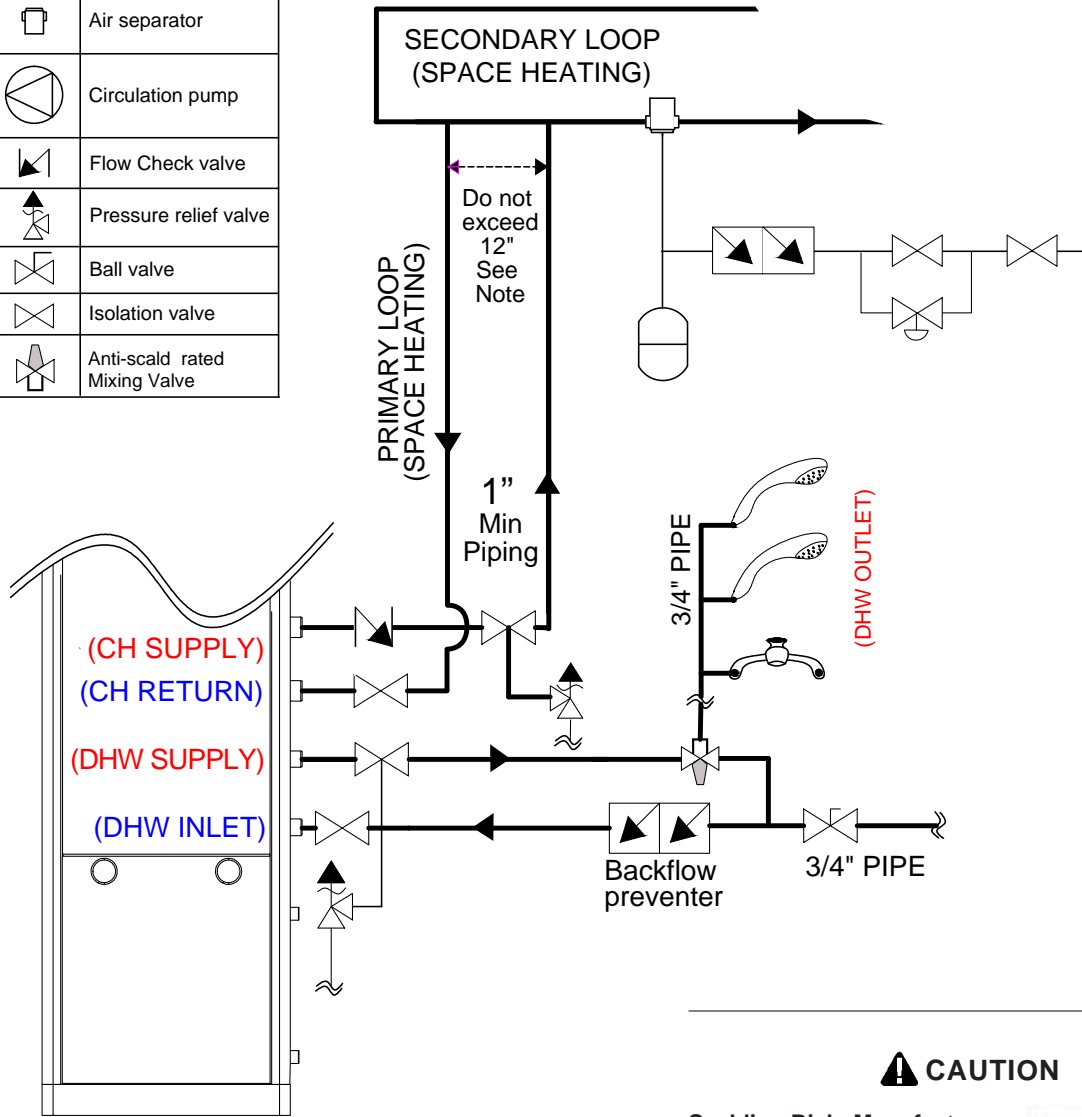 Air separator
Circulation pump
Flow Check valve
Pressure relief valve
Ball valve
Isolation valve
Anti-scald rated
Mixing Valve
SECONDARY LOOP
(SPACE HEATING)
Do not
exceed
12"
See
Note
PRIMARY LOOP
(SPACE HEATING)
1”
Min
Piping
3/4" PIPE
(DHW OUTLET)
(CH SUPPLY)
(CH RETURN)
(DHW SUPPLY)
(DHW INLET)
Backflow
preventer
3/4" PIPE
CAUTION